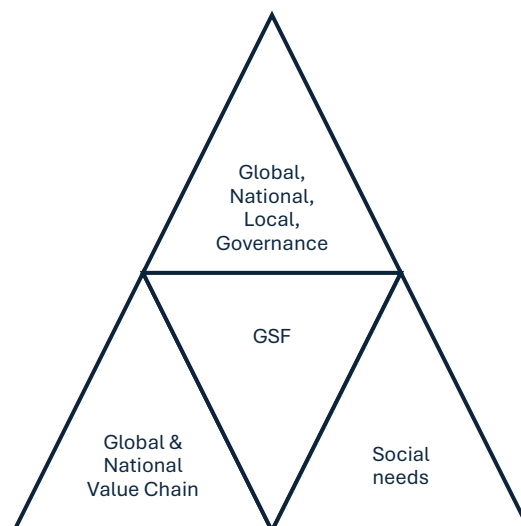 Global,
National,
Local,
Governance
GSF
Global &
National
Value Chain
Social
needs